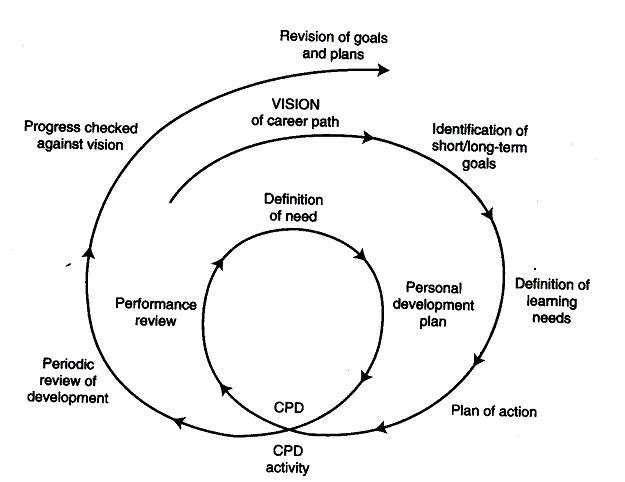 Revision of goals
and plans
VISION
of career path
Progress checked
against vision
Identification of
short/long-term
goals
Definition
of need
Definition of
learning
needs
Personal
development
plan
Performance
review
Periodic
review of
development
Plan of action
CPD
CPD
activity